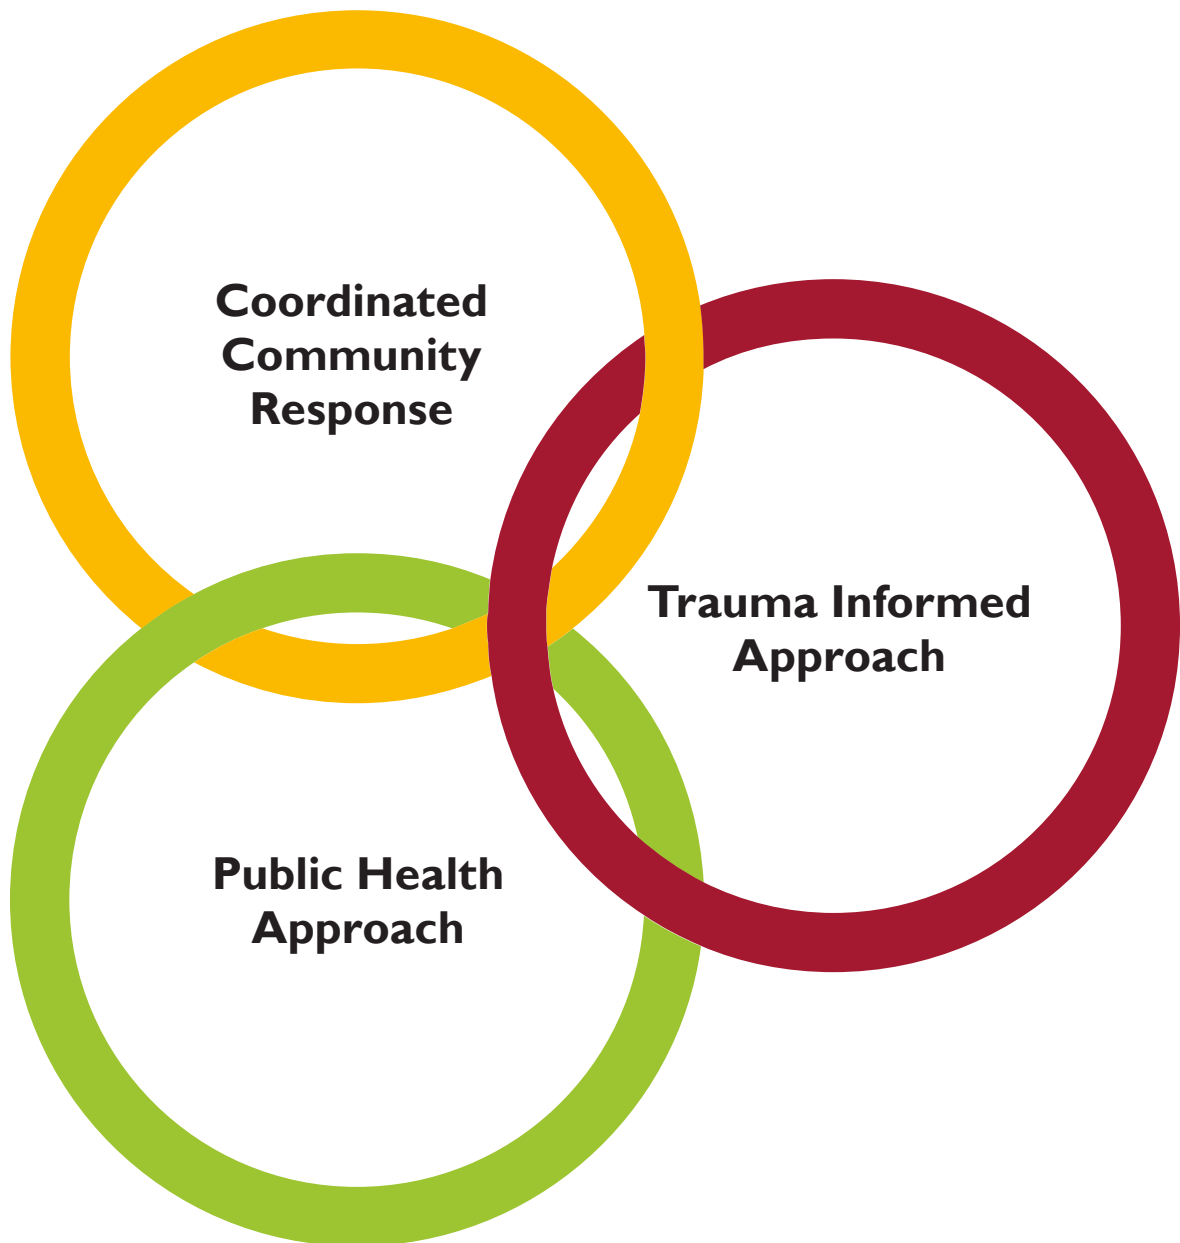 Coordinated
Community
Response
Trauma Informed
Approach
Public Health
Approach